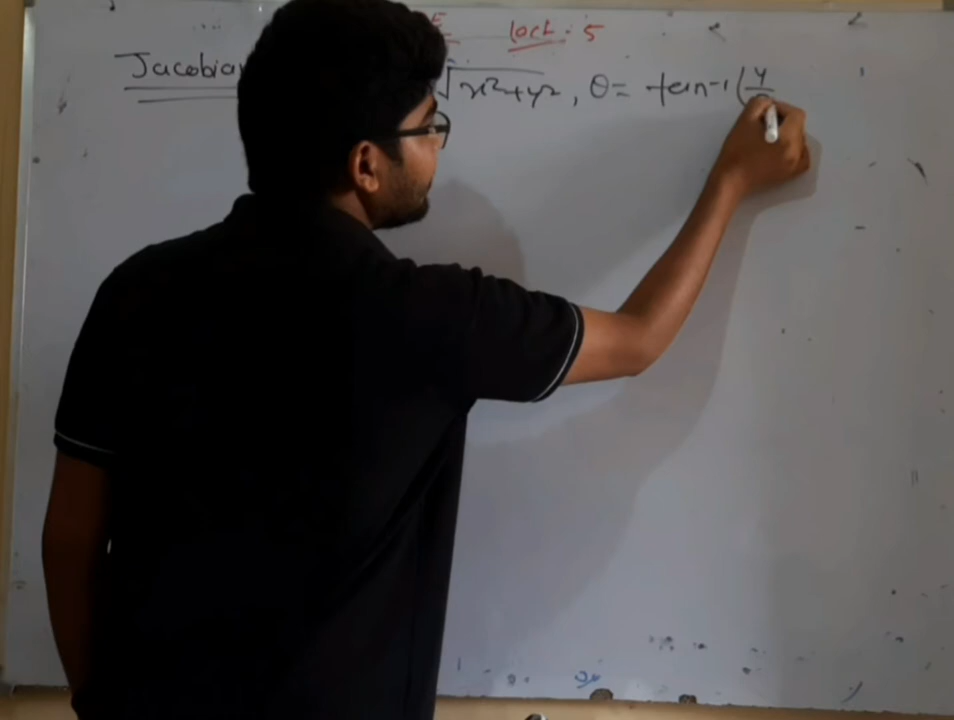 Lect: 5
Jacobian √x²+y², θ= tan-1(y